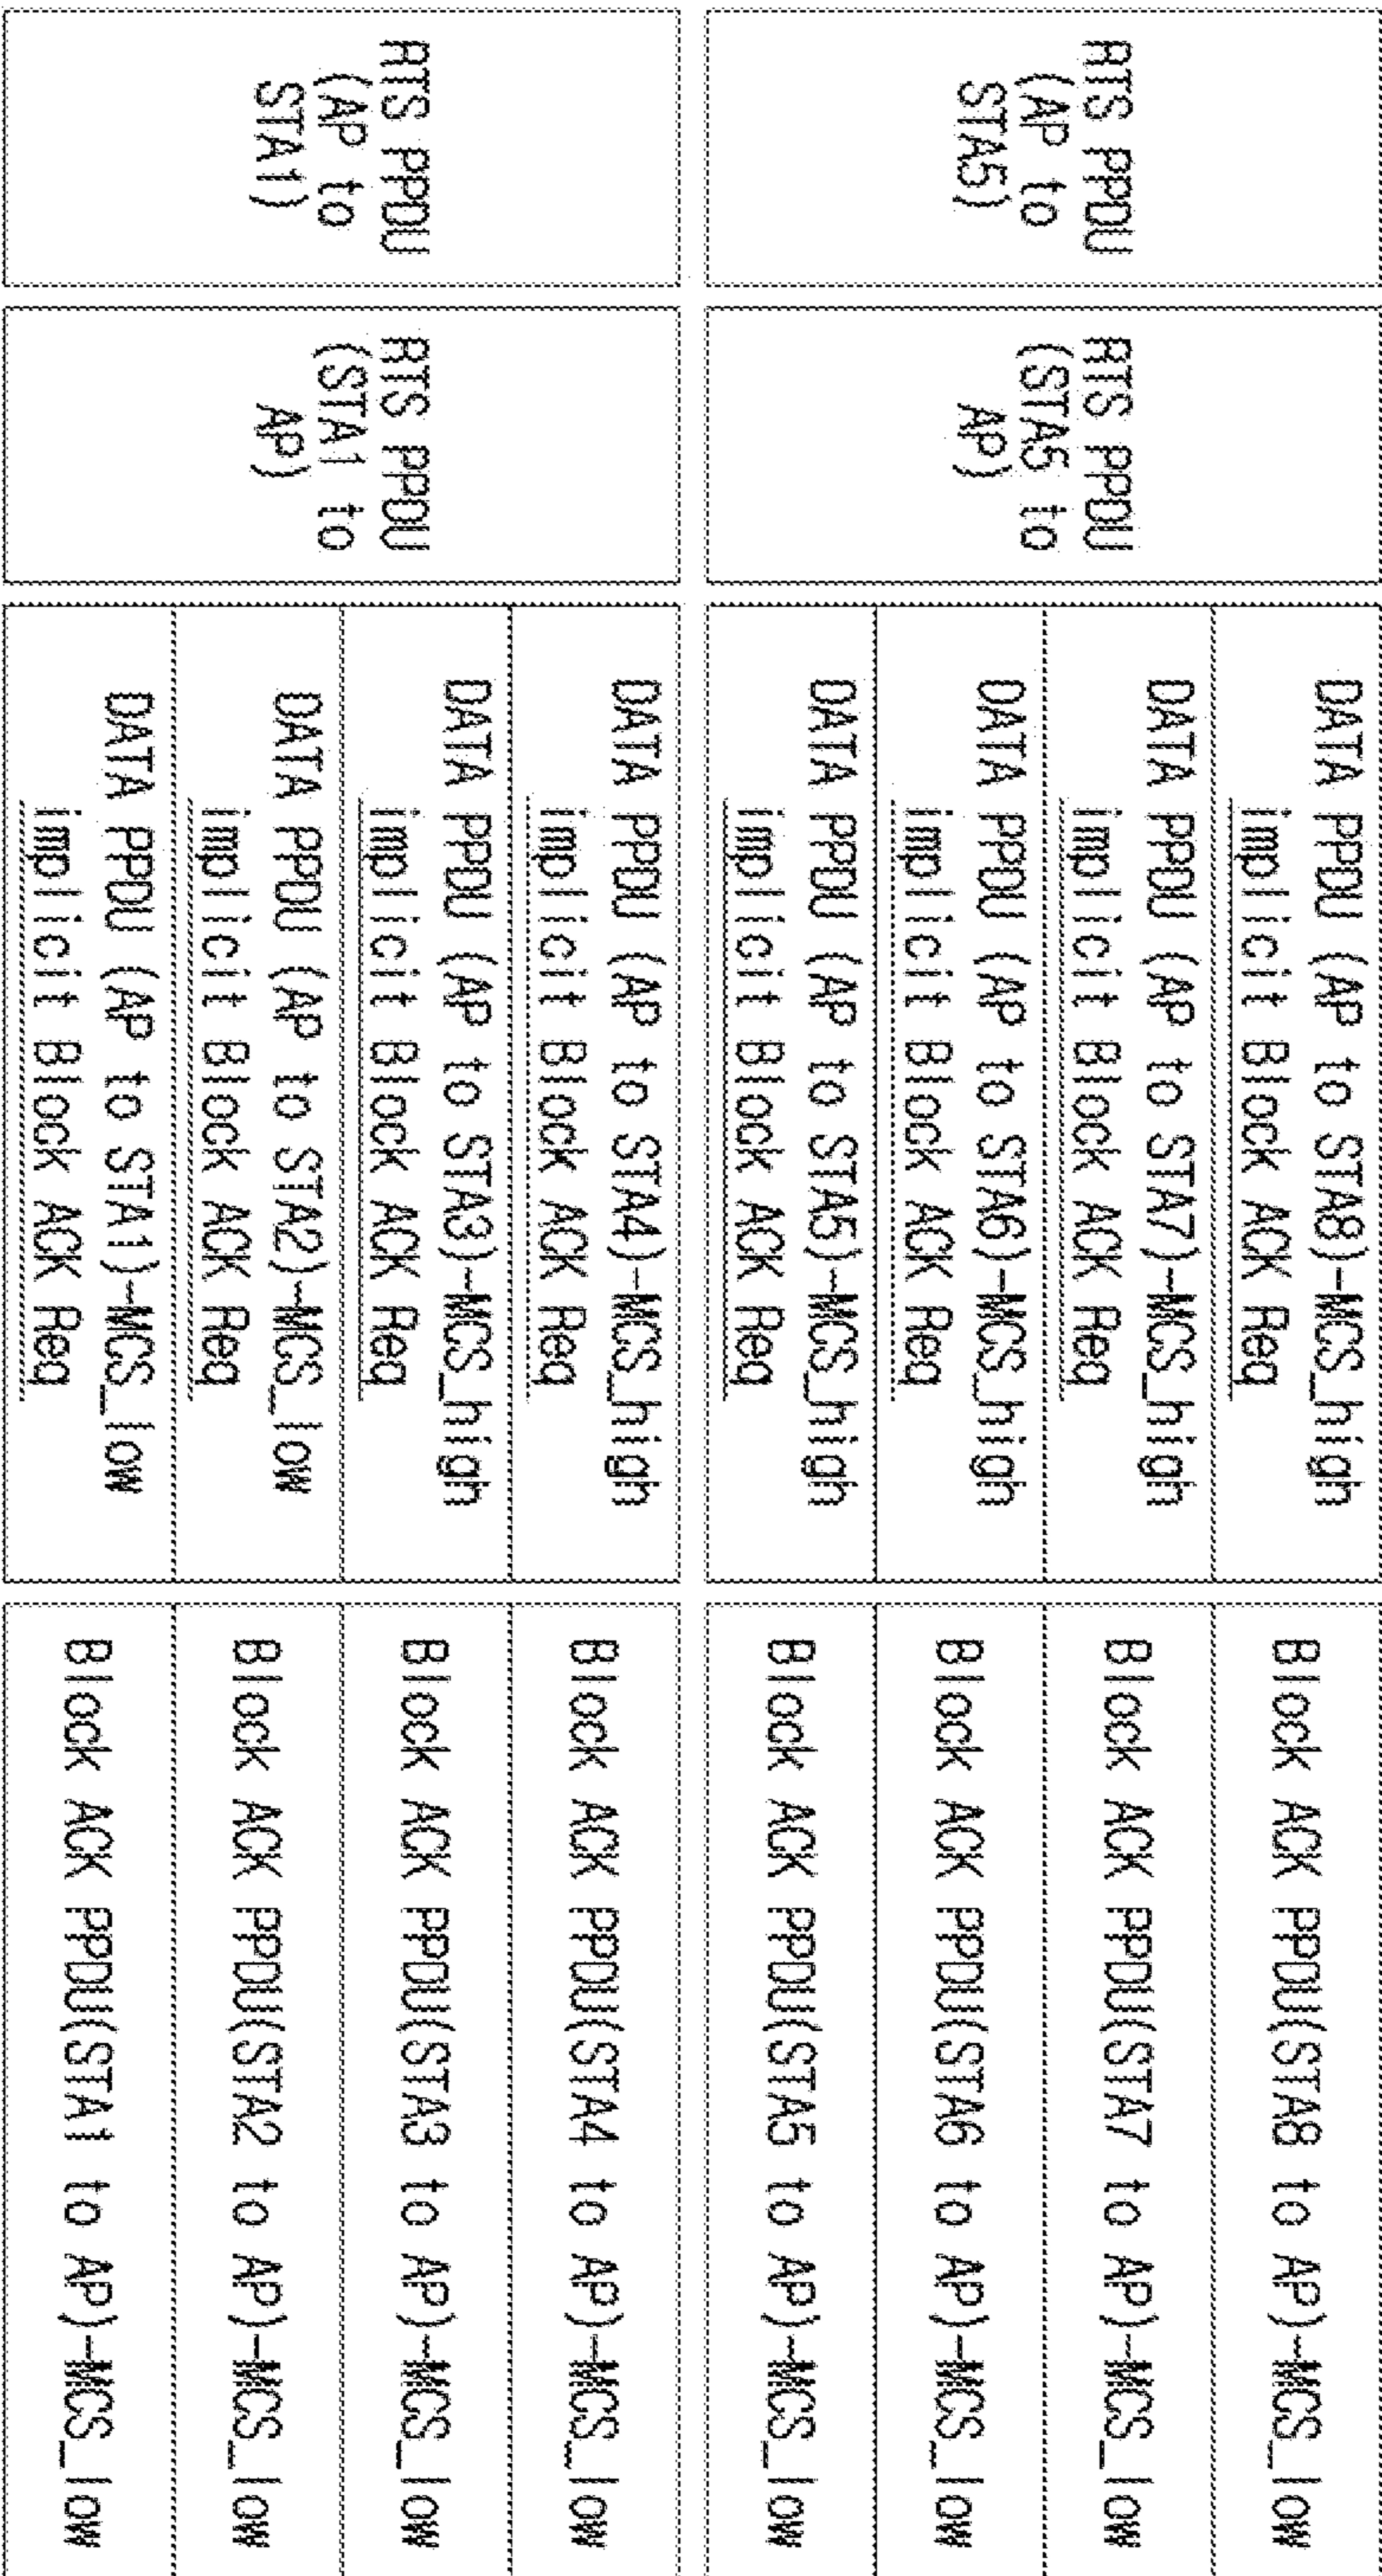 RTS PPDU
(AP to
STA5)
RTS PPDU
(STA5 to
AP)
DATA PPDU (AP to STA8)-MCS_high
implicit Block ACK Req
DATA PPDU (AP to STA7)-MCS_high
implicit Block ACK Req
DATA PPDU (AP to STA6)-MCS_high
implicit Block ACK Req
DATA PPDU (AP to STA5)-MCS_high
implicit Block ACK Req
Block ACK PPDU(STA8 to AP)-MCS_low
Block ACK PPDU(STA7 to AP)-MCS_low
Block ACK PPDU(STA6 to AP)-MCS_low
Block ACK PPDU(STA5 to AP)-MCS_low
RTS PPDU
(AP to
STA1)
RTS PPDU
(STA1 to
AP)
DATA PPDU (AP to STA4)-MCS_high
implicit Block ACK Req
DATA PPDU (AP to STA3)-MCS_high
implicit Block ACK Req
DATA PPDU (AP to STA2)-MCS_low
implicit Block ACK Req
DATA PPDU (AP to STA1)-MCS_low
implicit Block ACK Req
Block ACK PPDU(STA4 to AP)-MCS_low
Block ACK PPDU(STA3 to AP)-MCS_low
Block ACK PPDU(STA2 to AP)-MCS_low
Block ACK PPDU(STA1 to AP)-MCS_low